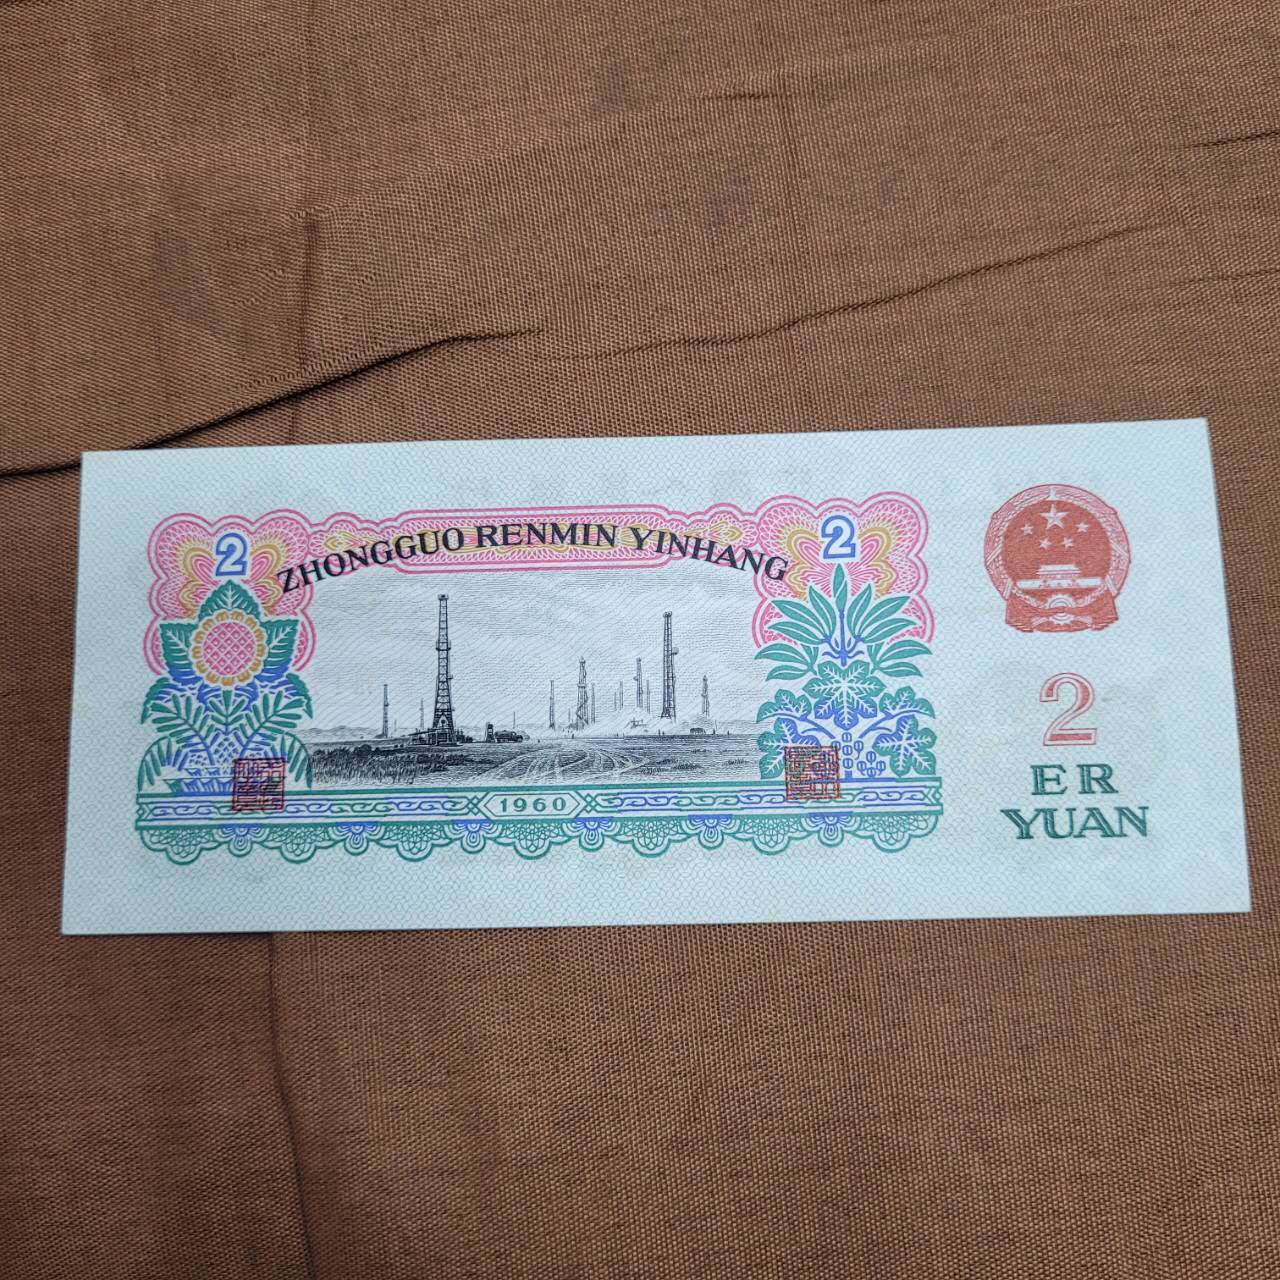 2
ZHONGGUO RENMIN YINHANG
2
1960
2
ER
YUAN